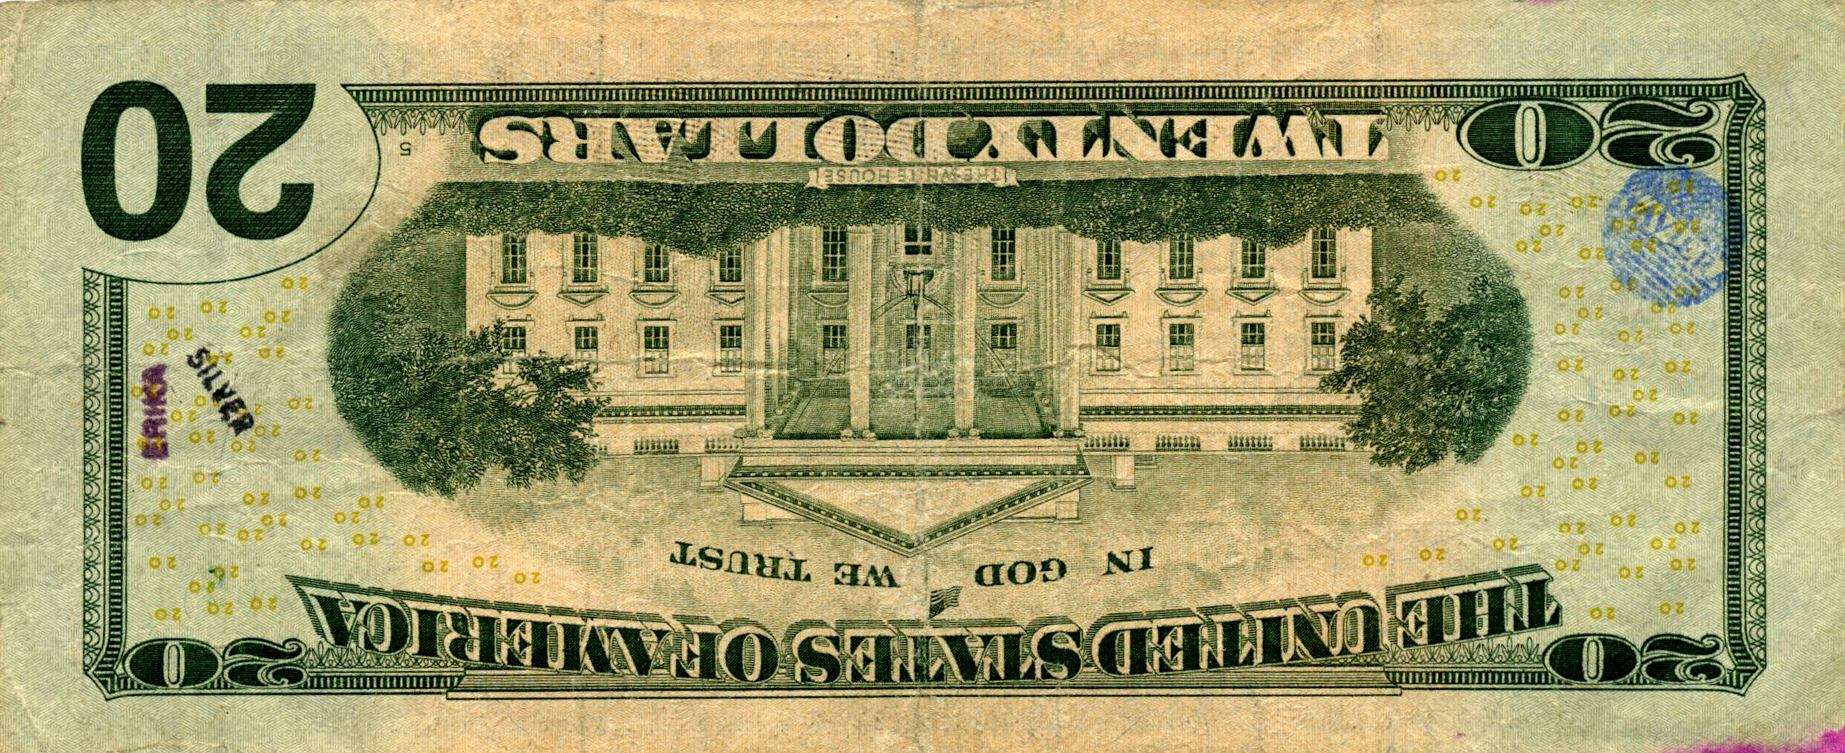 THE UNITED STATES OF AMERICA
IN GOD WE TRUST
THE WHITE HOUSE
TWENTY DOLLARS
20
20
20
20
5
ERIKA
SILVER